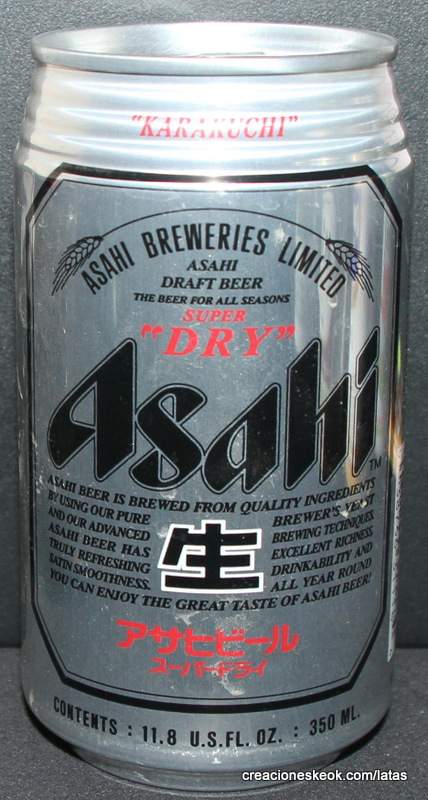 "KARAKUCHI"
ASAHI BREWERIES LIMITED
ASAHI
DRAFT BEER
THE BEER FOR ALL SEASONS
SUPER
"DRY"
Asahi
TM
ASAHI BEER IS BREWED FROM QUALITY INGREDIENTS
BY USING OUR PURE BREWER'S YEAST
AND OUR ADVANCED BREWING TECHNIQUES.
ASAHI BEER HAS EXCELLENT RICHNESS,
TRULY REFRESHING DRINKABILITY AND
SATIN SMOOTHNESS. ALL YEAR ROUND
生
YOU CAN ENJOY THE GREAT TASTE OF ASAHI BEER!
アサヒビール
スーパードライ
CONTENTS : 11.8 U.S.FL.OZ. : 350 ML.
creacioneskeok.com/latas